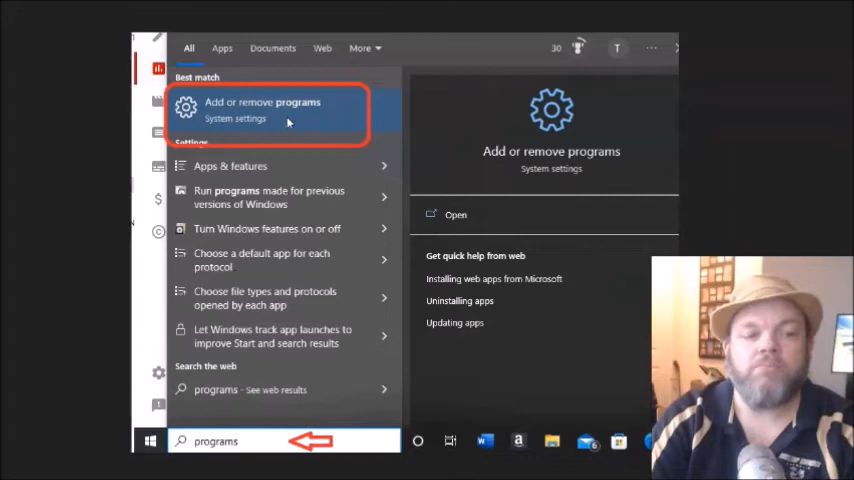 All Apps Documents Web More 30 T ...
Best match
Add or remove programs
System settings
Settings
Apps & features
Run programs made for previous
versions of Windows
Turn Windows features on or off
Choose a default app for each
protocol
Choose file types and protocols
opened by each app
Let Windows track app launches to
improve Start and search results
Search the web
programs - See web results
programs
Add or remove programs
System settings
Open
Get quick help from web
Installing web apps from Microsoft
Uninstalling apps
Updating apps
W a 6